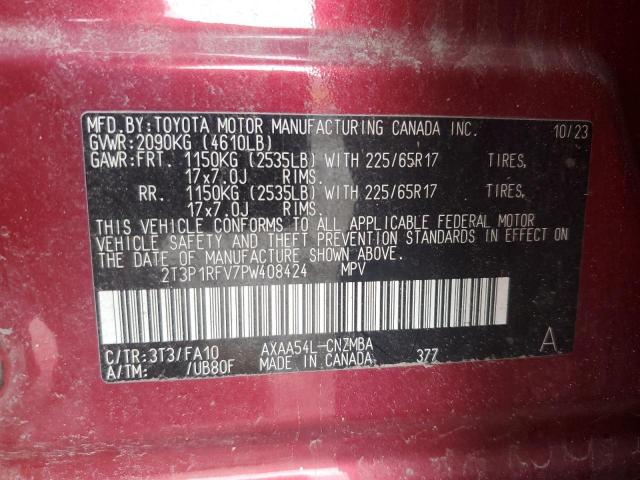 MFD.BY:TOYOTA MOTOR MANUFACTURING CANADA INC. 10/23
GVWR:2090KG (4610LB)
GAWR:FRT. 1150KG (2535LB) WITH 225/65R17 TIRES,
17x7.0J RIMS.
RR. 1150KG (2535LB) WITH 225/65R17 TIRES,
17x7.0J RIMS.
THIS VEHICLE CONFORMS TO ALL APPLICABLE FEDERAL MOTOR
VEHICLE SAFETY AND THEFT PREVENTION STANDARDS IN EFFECT ON
THE DATE OF MANUFACTURE SHOWN ABOVE.
2T3P1RFV7PW408424 MPV
C/TR:3T3/FA10 AXAA54L-CNZMBA A
A/TM: /UB80F MADE IN CANADA 377